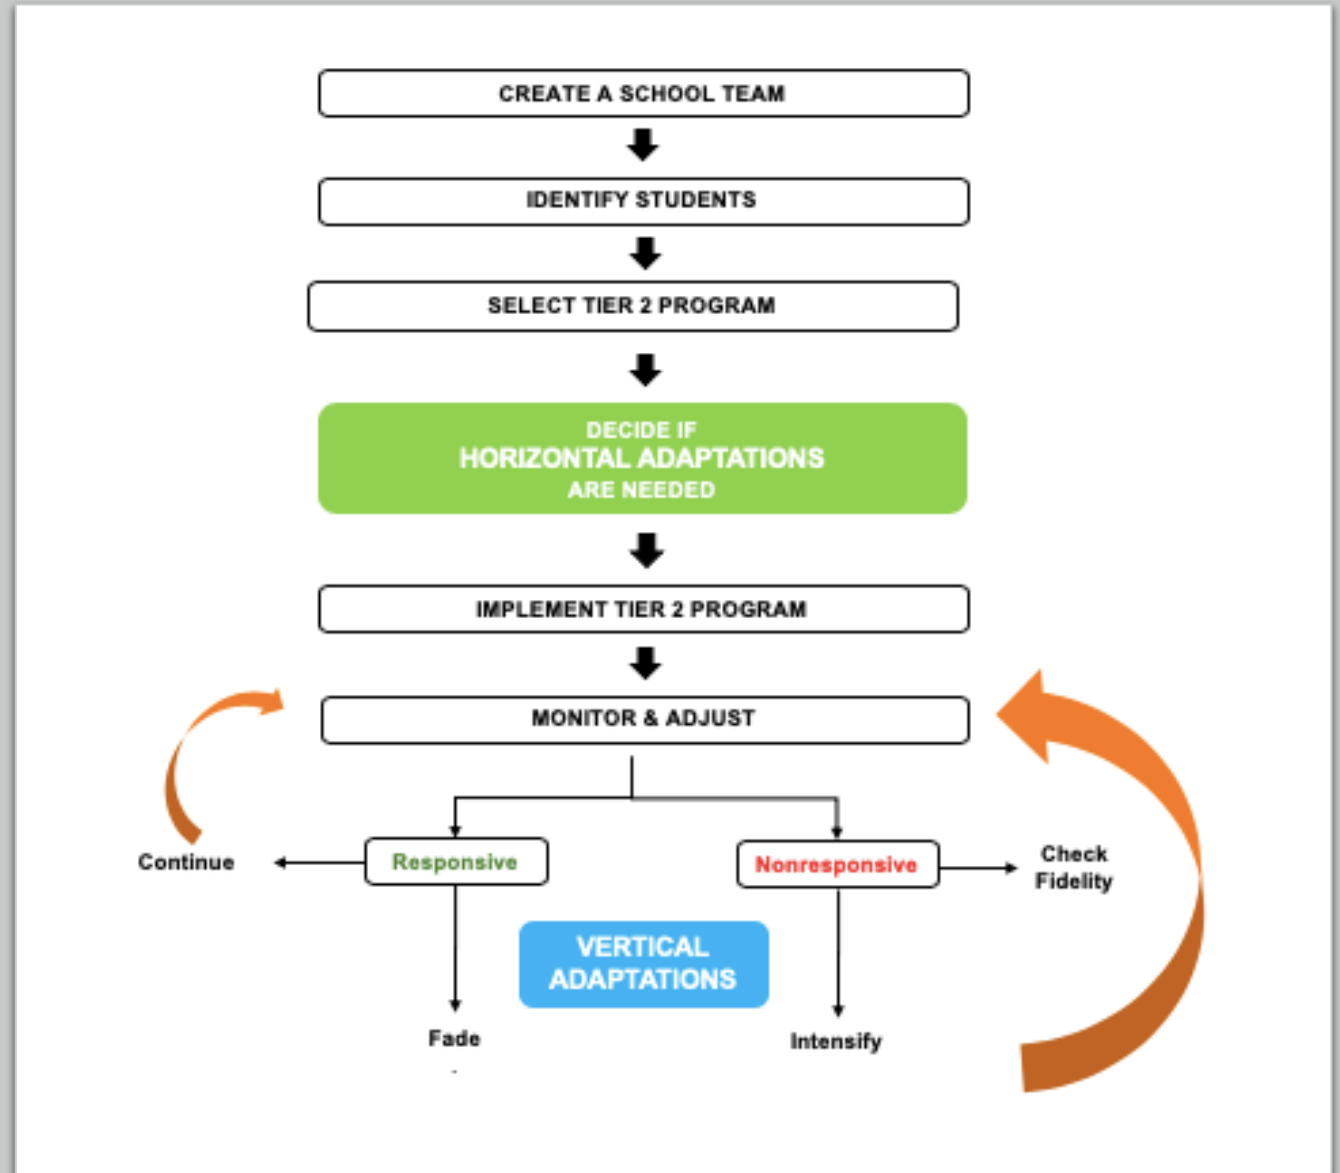 CREATE A SCHOOL TEAM
IDENTIFY STUDENTS
SELECT TIER 2 PROGRAM
DECIDE IF
HORIZONTAL ADAPTATIONS
ARE NEEDED
IMPLEMENT TIER 2 PROGRAM
MONITOR & ADJUST
Continue
Responsive
Nonresponsive
Check
Fidelity
VERTICAL
ADAPTATIONS
Fade
Intensify